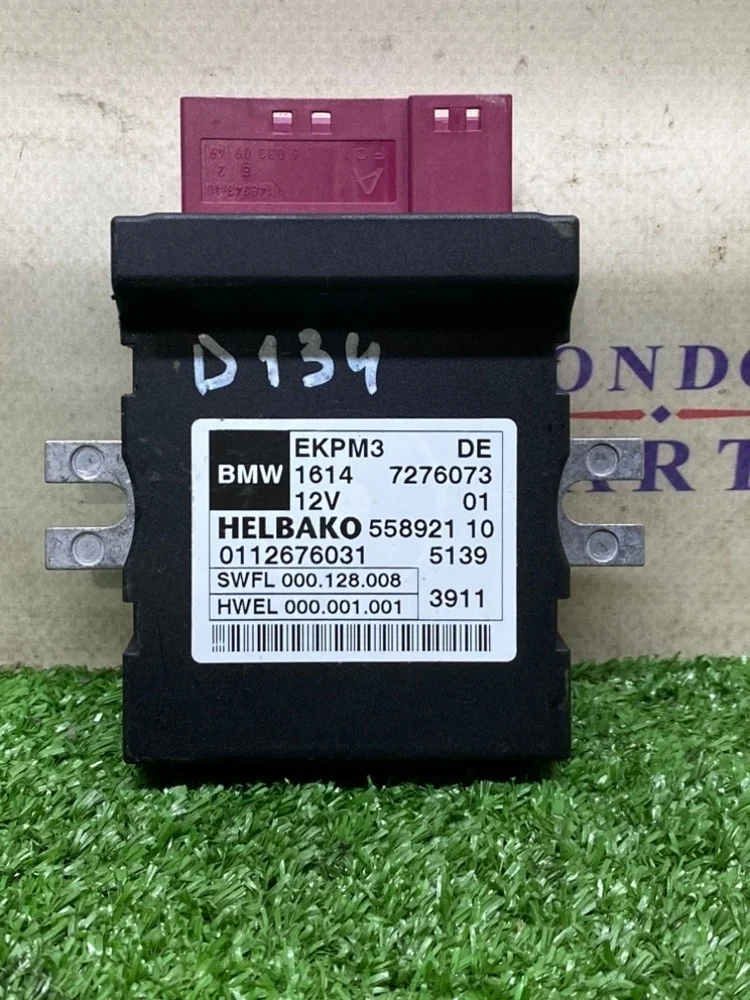 D134
BMW
EKPM3 DE
1614 7276073
12V 01
HELBAKO 558921 10
0112676031 5139
SWFL 000.128.008
HWEL 000.001.001
3911
OND
ART